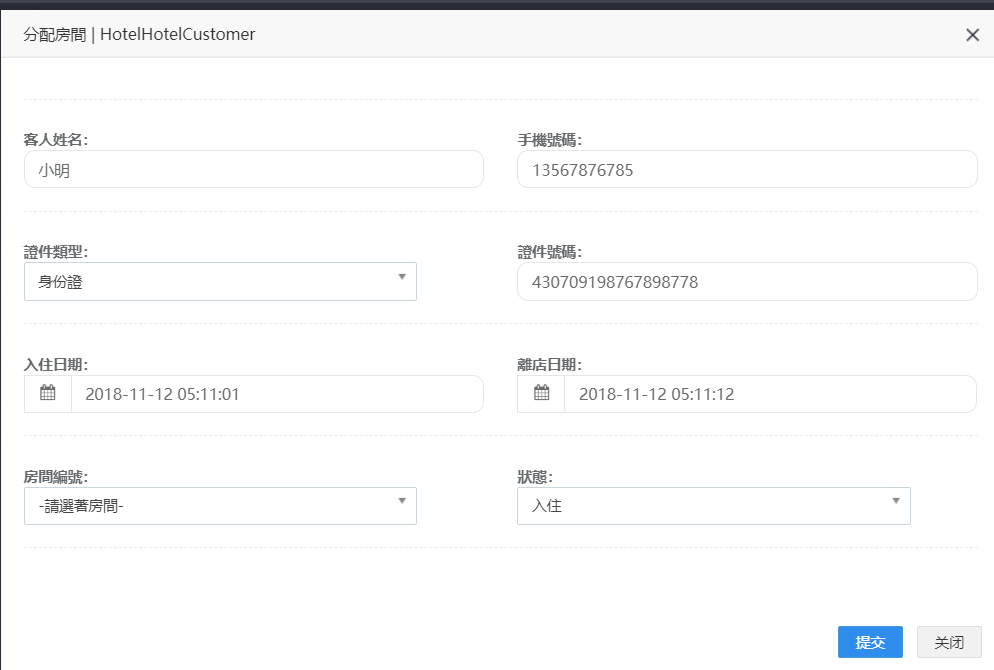 分配房間 | HotelHotelCustomer
客人姓名:
手機號碼:
小明
13567876785
證件類型:
證件號碼:
身份證
430709198767898778
入住日期:
離店日期:
2018-11-12 05:11:01
2018-11-12 05:11:12
房間編號:
狀態:
-請選著房間-
入住
提交
关闭